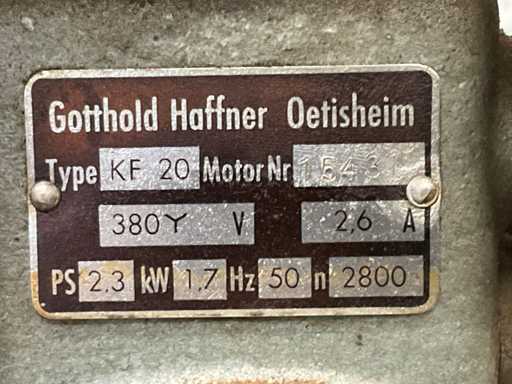 Gotthold Haffner Oetisheim
Type KF 20 Motor Nr 15431
380Y V 2,6 A
PS 2,3 kW 1,7 Hz 50 n 2800